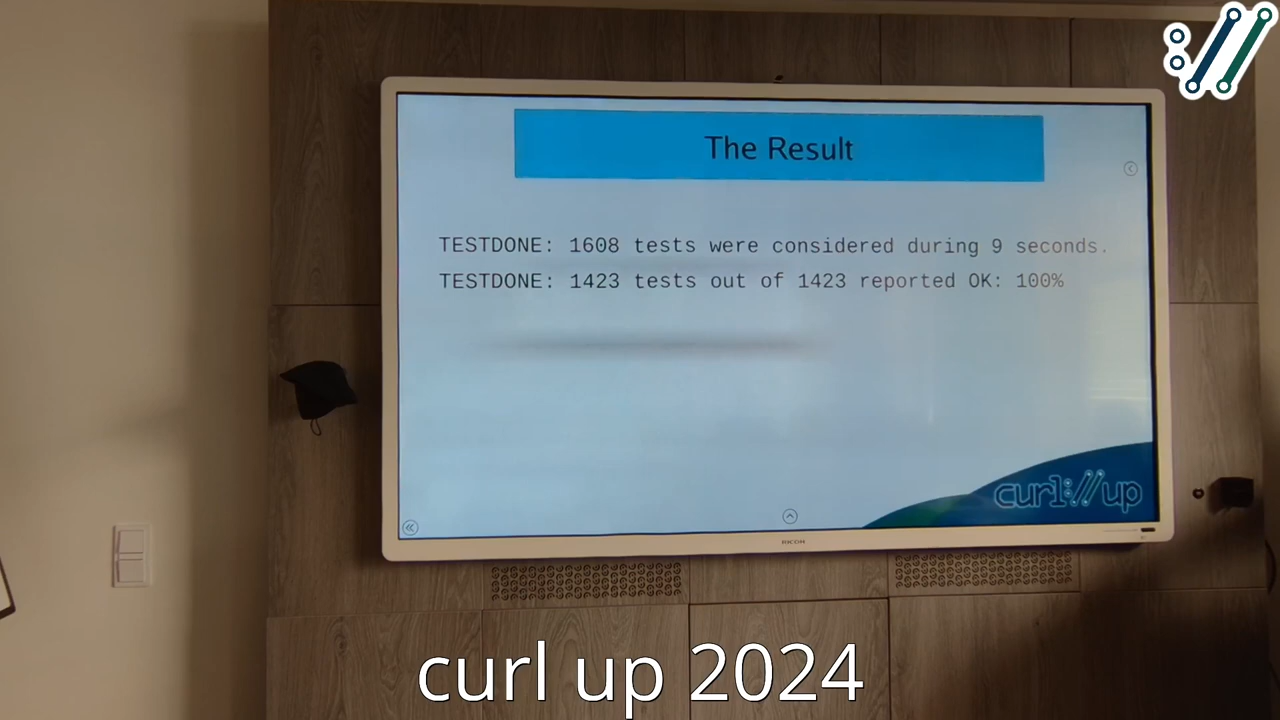 The Result
TESTDONE: 1608 tests were considered during 9 seconds.
TESTDONE: 1423 tests out of 1423 reported OK: 100%
curl:// up
RICOH
curl up 2024